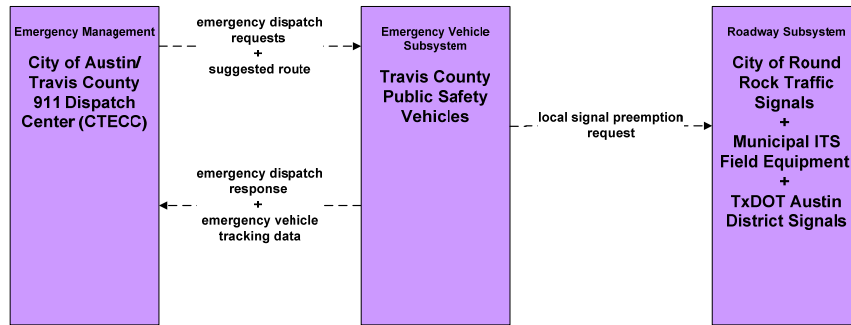 Emergency Management
City of Austin/
Travis County
911 Dispatch
Center (CTECC)
emergency dispatch
requests
+
suggested route
emergency dispatch
response
+
emergency vehicle
tracking data
Emergency Vehicle
Subsystem
Travis County
Public Safety
Vehicles
local signal preemption
request
Roadway Subsystem
City of Round
Rock Traffic
Signals
+
Municipal ITS
Field Equipment
+
TxDOT Austin
District Signals